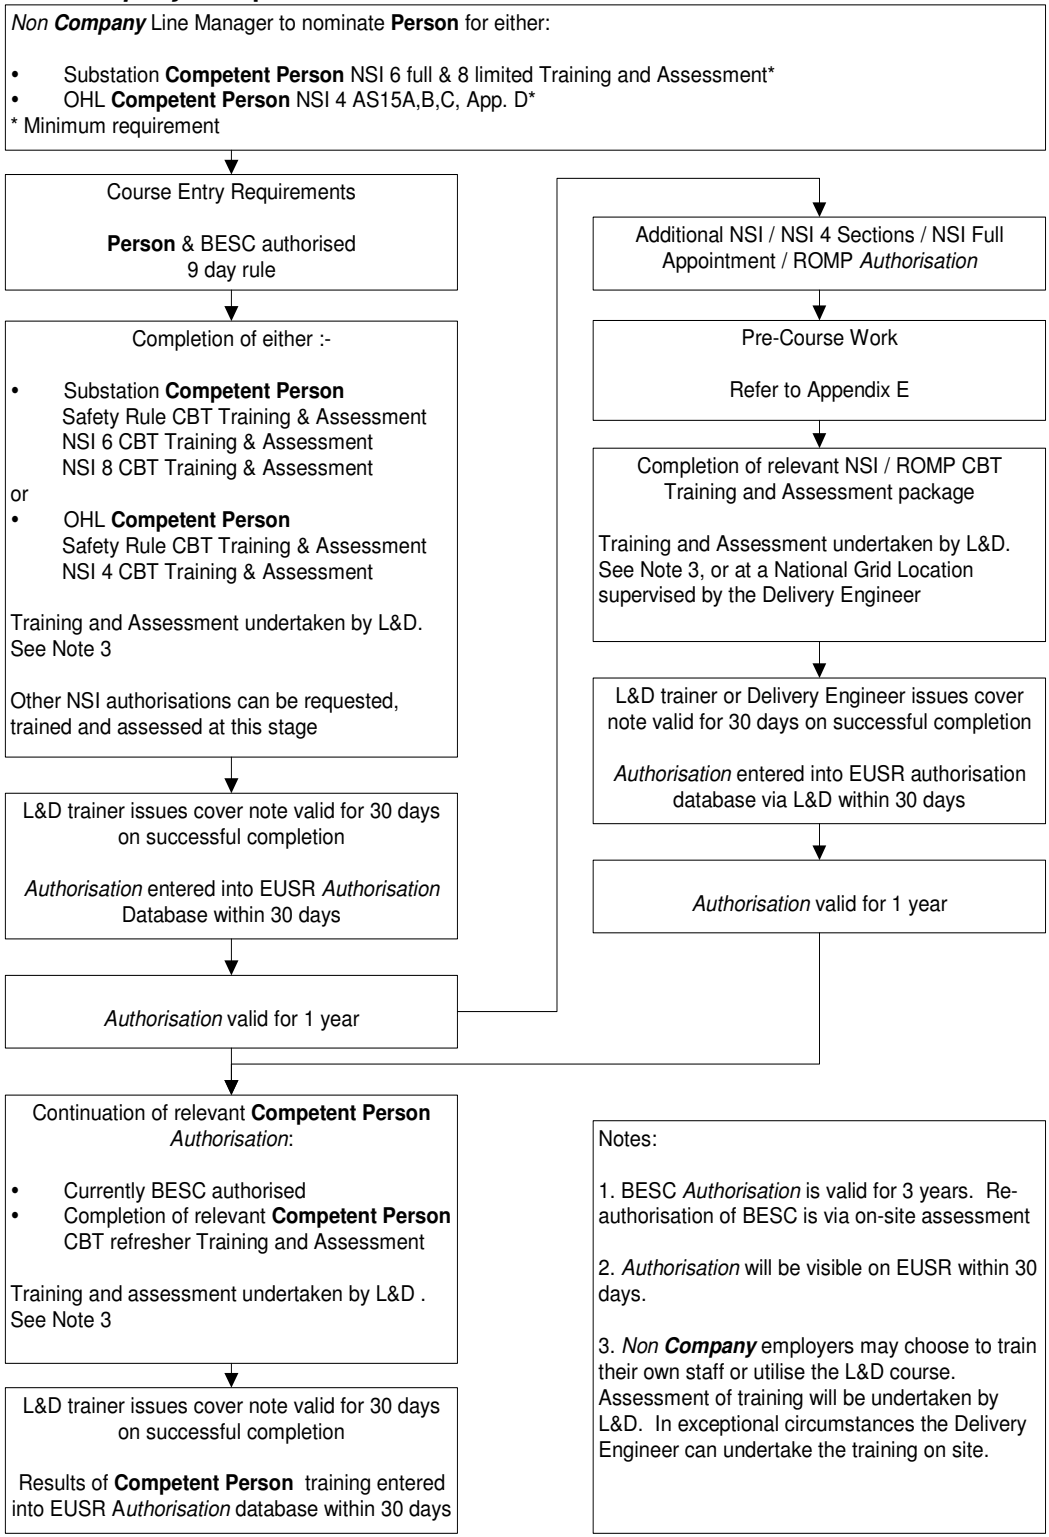 Non Company Line Manager to nominate Person for either:
• Substation Competent Person NSI 6 full & 8 limited Training and Assessment*
• OHL Competent Person NSI 4 AS15A,B,C, App. D*
* Minimum requirement
Course Entry Requirements
Person & BESC authorised
9 day rule
Completion of either :-
• Substation Competent Person
Safety Rule CBT Training & Assessment
NSI 6 CBT Training & Assessment
NSI 8 CBT Training & Assessment
or
• OHL Competent Person
Safety Rule CBT Training & Assessment
NSI 4 CBT Training & Assessment
Training and Assessment undertaken by L&D.
See Note 3
Other NSI authorisations can be requested,
trained and assessed at this stage
L&D trainer issues cover note valid for 30 days
on successful completion
Authorisation entered into EUSR Authorisation
Database within 30 days
Authorisation valid for 1 year
Additional NSI / NSI 4 Sections / NSI Full
Appointment / ROMP Authorisation
Pre-Course Work
Refer to Appendix E
Completion of relevant NSI / ROMP CBT
Training and Assessment package
Training and Assessment undertaken by L&D.
See Note 3, or at a National Grid Location
supervised by the Delivery Engineer
L&D trainer or Delivery Engineer issues cover
note valid for 30 days on successful completion
Authorisation entered into EUSR authorisation
database via L&D within 30 days
Authorisation valid for 1 year
Continuation of relevant Competent Person
Authorisation:
• Currently BESC authorised
• Completion of relevant Competent Person
CBT refresher Training and Assessment
Training and assessment undertaken by L&D .
See Note 3
L&D trainer issues cover note valid for 30 days
on successful completion
Results of Competent Person training entered
into EUSR Authorisation database within 30 days
Notes:
1. BESC Authorisation is valid for 3 years. Re-
authorisation of BESC is via on-site assessment
2. Authorisation will be visible on EUSR within 30
days.
3. Non Company employers may choose to train
their own staff or utilise the L&D course.
Assessment of training will be undertaken by
L&D. In exceptional circumstances the Delivery
Engineer can undertake the training on site.